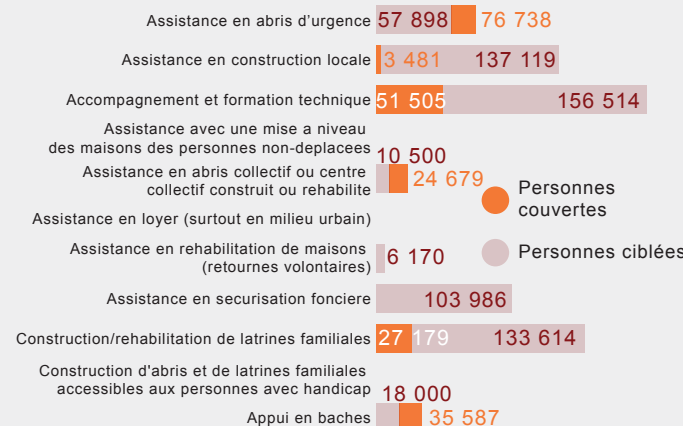 Assistance en abris d'urgence 57 898 76 738
Assistance en construction locale 3 481 137 119
Accompagnement et formation technique 51 505 156 514
Assistance avec une mise a niveau
des maisons des personnes non-deplacees
10 500
Assistance en abris collectif ou centre
collectif construit ou rehabilite
24 679
Personnes
couvertes
Assistance en loyer (surtout en milieu urbain)
Assistance en rehabilitation de maisons
(retournes volontaires)
6 170
Personnes ciblées
Assistance en securisation fonciere 103 986
Construction/rehabilitation de latrines familiales 27 179 133 614
Construction d'abris et de latrines familiales
accessibles aux personnes avec handicap
18 000
Appui en baches 35 587